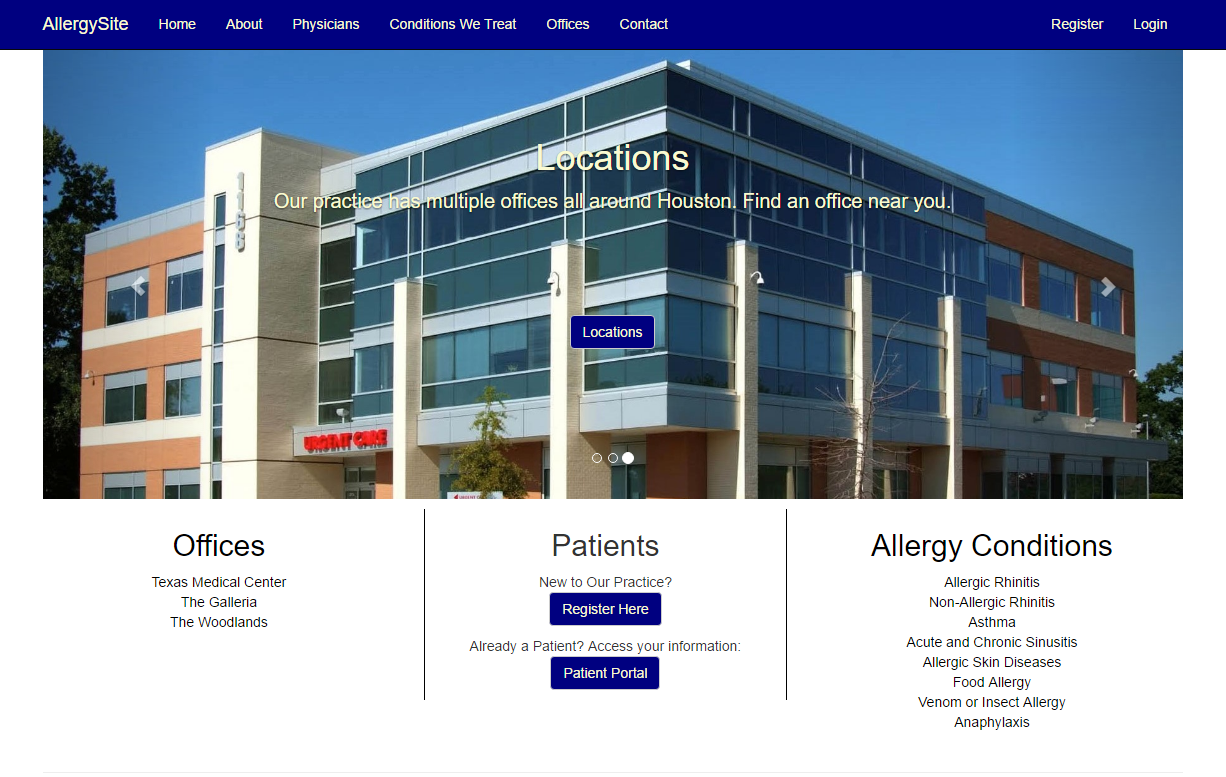 AllergySite Home About Physicians Conditions We Treat Offices Contact Register Login
Locations
Our practice has multiple offices all around Houston. Find an office near you.
Locations
URGENT CARE
Offices
Texas Medical Center
The Galleria
The Woodlands
Patients
New to Our Practice?
Register Here
Already a Patient? Access your information:
Patient Portal
Allergy Conditions
Allergic Rhinitis
Non-Allergic Rhinitis
Asthma
Acute and Chronic Sinusitis
Allergic Skin Diseases
Food Allergy
Venom or Insect Allergy
Anaphylaxis